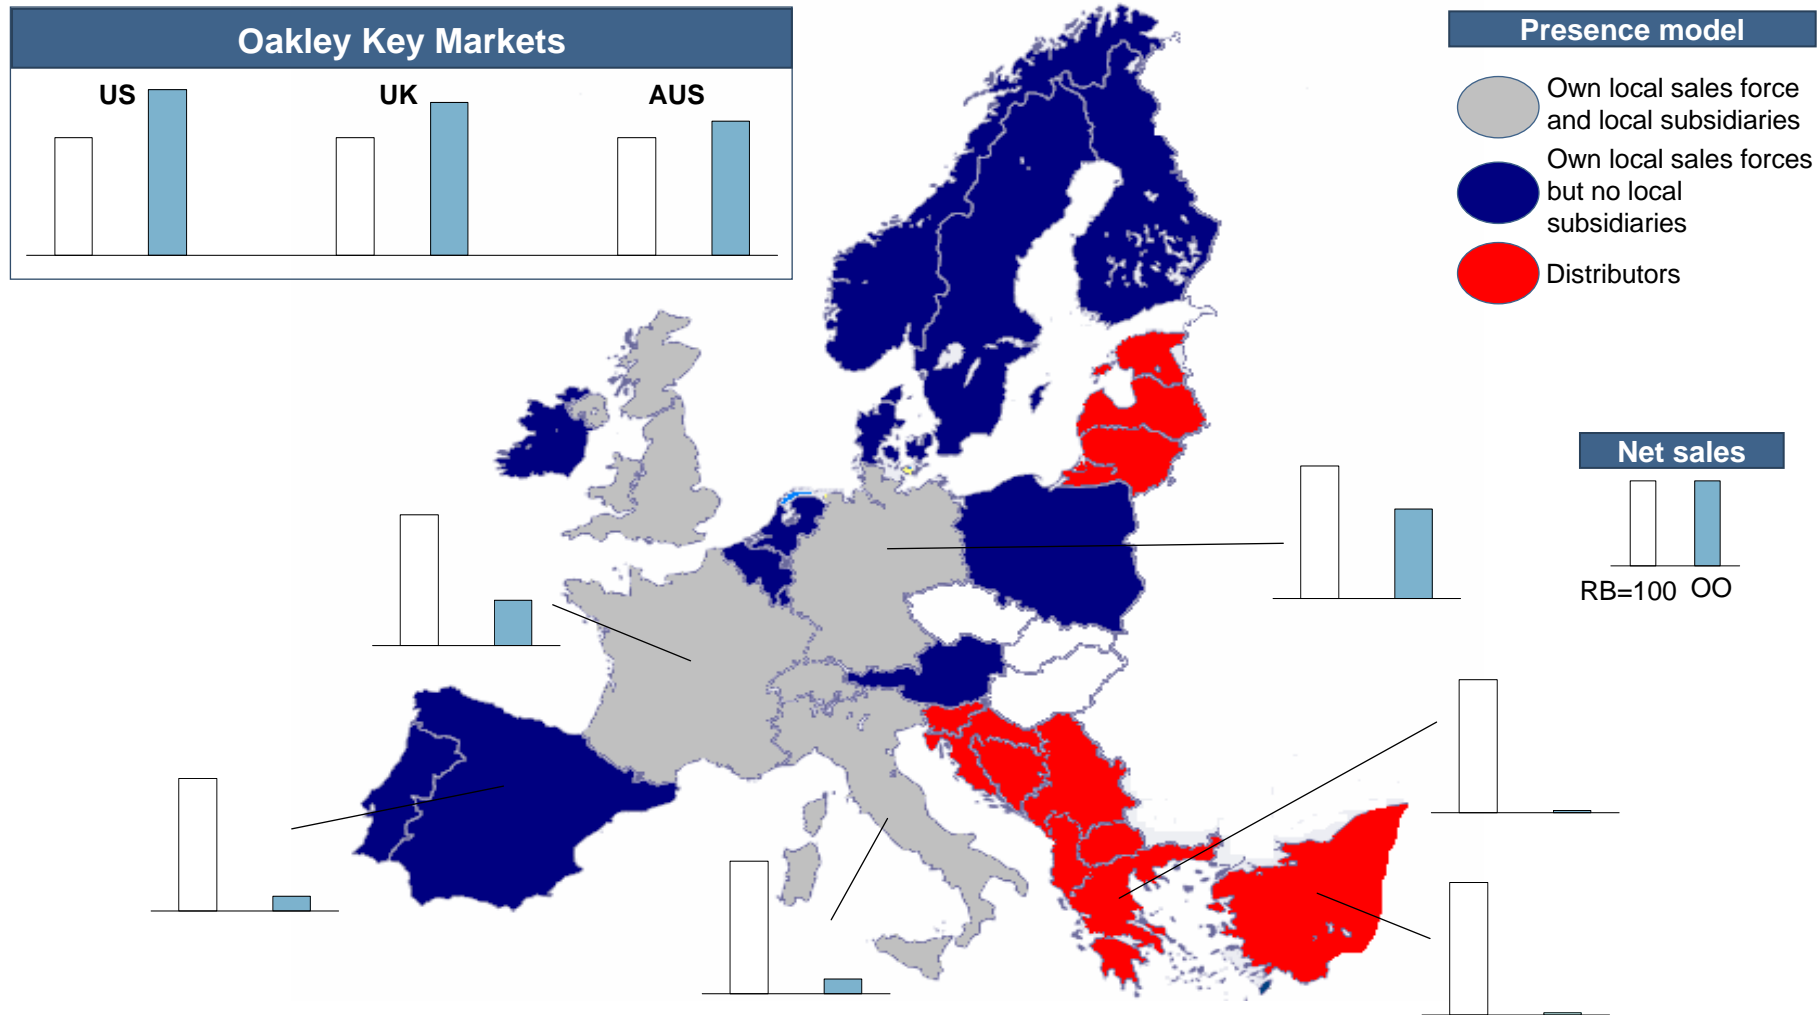 Oakley Key Markets
US
UK
AUS
Presence model
Own local sales force
and local subsidiaries
Own local sales forces
but no local
subsidiaries
Distributors
Net sales
RB=100 OO